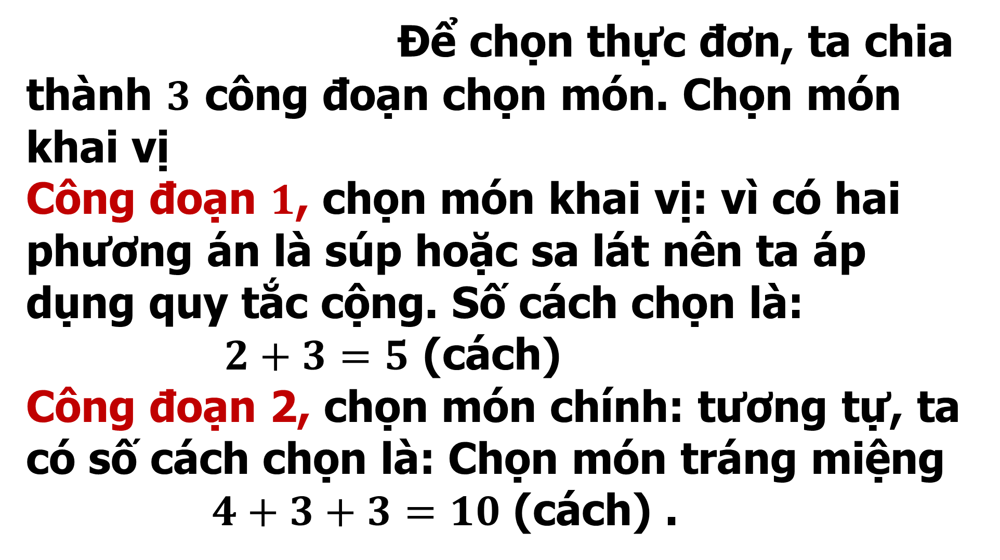 Để chọn thực đơn, ta chia
thành 3 công đoạn chọn món. Chọn món
khai vị
Công đoạn 1, chọn món khai vị: vì có hai
phương án là súp hoặc sa lát nên ta áp
dụng quy tắc cộng. Số cách chọn là:
2 + 3 = 5 (cách)
Công đoạn 2, chọn món chính: tương tự, ta
có số cách chọn là: Chọn món tráng miệng
4 + 3 + 3 = 10 (cách) .